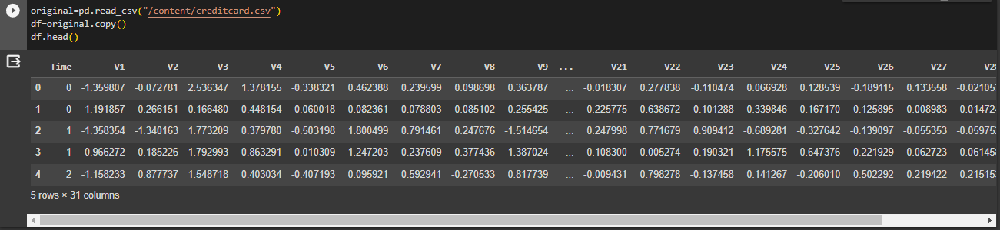 original=pd.read_csv("/content/creditcard.csv")
df=original.copy()
df.head()
Time V1 V2 V3 V4 V5 V6 V7 V8 V9 ... V21 V22 V23 V24 V25 V26 V27 V28
0 0 -1.359807 -0.072781 2.536347 1.378155 -0.338321 0.462388 0.239599 0.098698 0.363787 ... -0.018307 0.277838 -0.110474 0.066928 0.128539 -0.189115 0.133558 -0.02105
1 0 1.191857 0.266151 0.166480 0.448154 0.060018 -0.082361 -0.078803 0.085102 -0.255425 ... -0.225775 -0.638672 0.101288 -0.339846 0.167170 0.125895 -0.008983 0.01472
2 1 -1.358354 -1.340163 1.773209 0.379780 -0.503198 1.800499 0.791461 0.247676 -1.514654 ... 0.247998 0.771679 0.909412 -0.689281 -0.327642 -0.139097 -0.055353 -0.05975
3 1 -0.966272 -0.185226 1.792993 -0.863291 -0.010309 1.247203 0.237609 0.377436 -1.387024 ... -0.108300 0.005274 -0.190321 -1.175575 0.647376 -0.221929 0.062723 0.06145
4 2 -1.158233 0.877737 1.548718 0.403034 -0.407193 0.095921 0.592941 -0.270533 0.817739 ... -0.009431 0.798278 -0.137458 0.141267 -0.206010 0.502292 0.219422 0.21515
5 rows × 31 columns